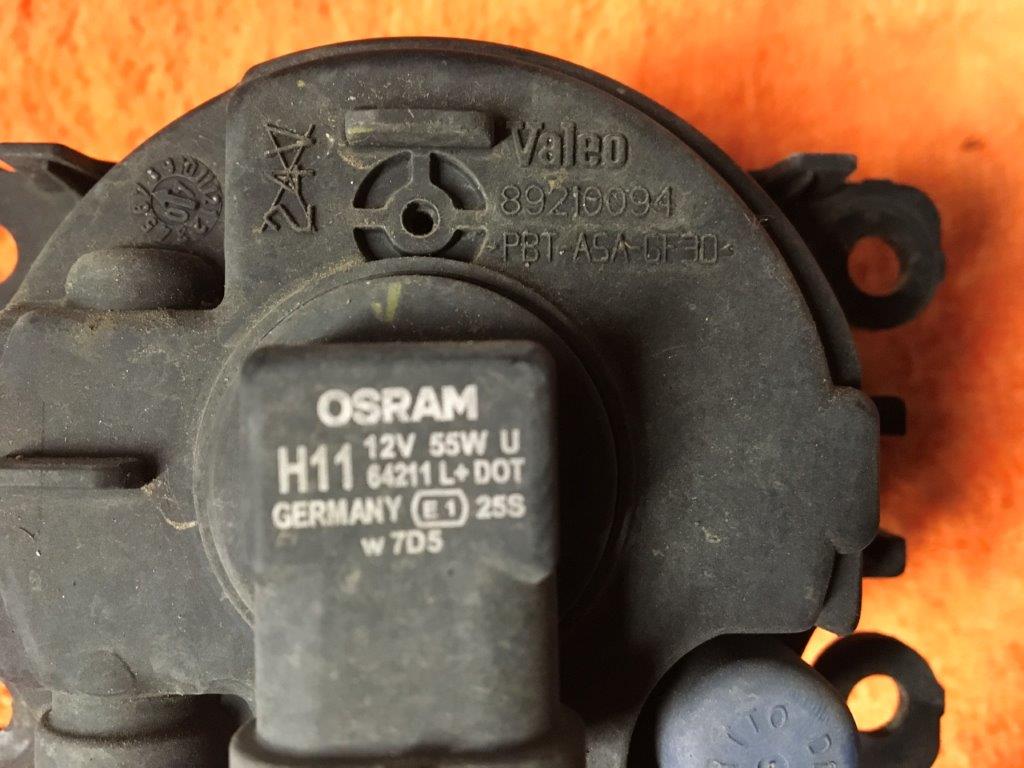 Valeo
89210094
-PBT-ASA-GF30-
OSRAM
H11 12V 55W U
64211 L+ DOT
GERMANY E1 25S
w 7D5